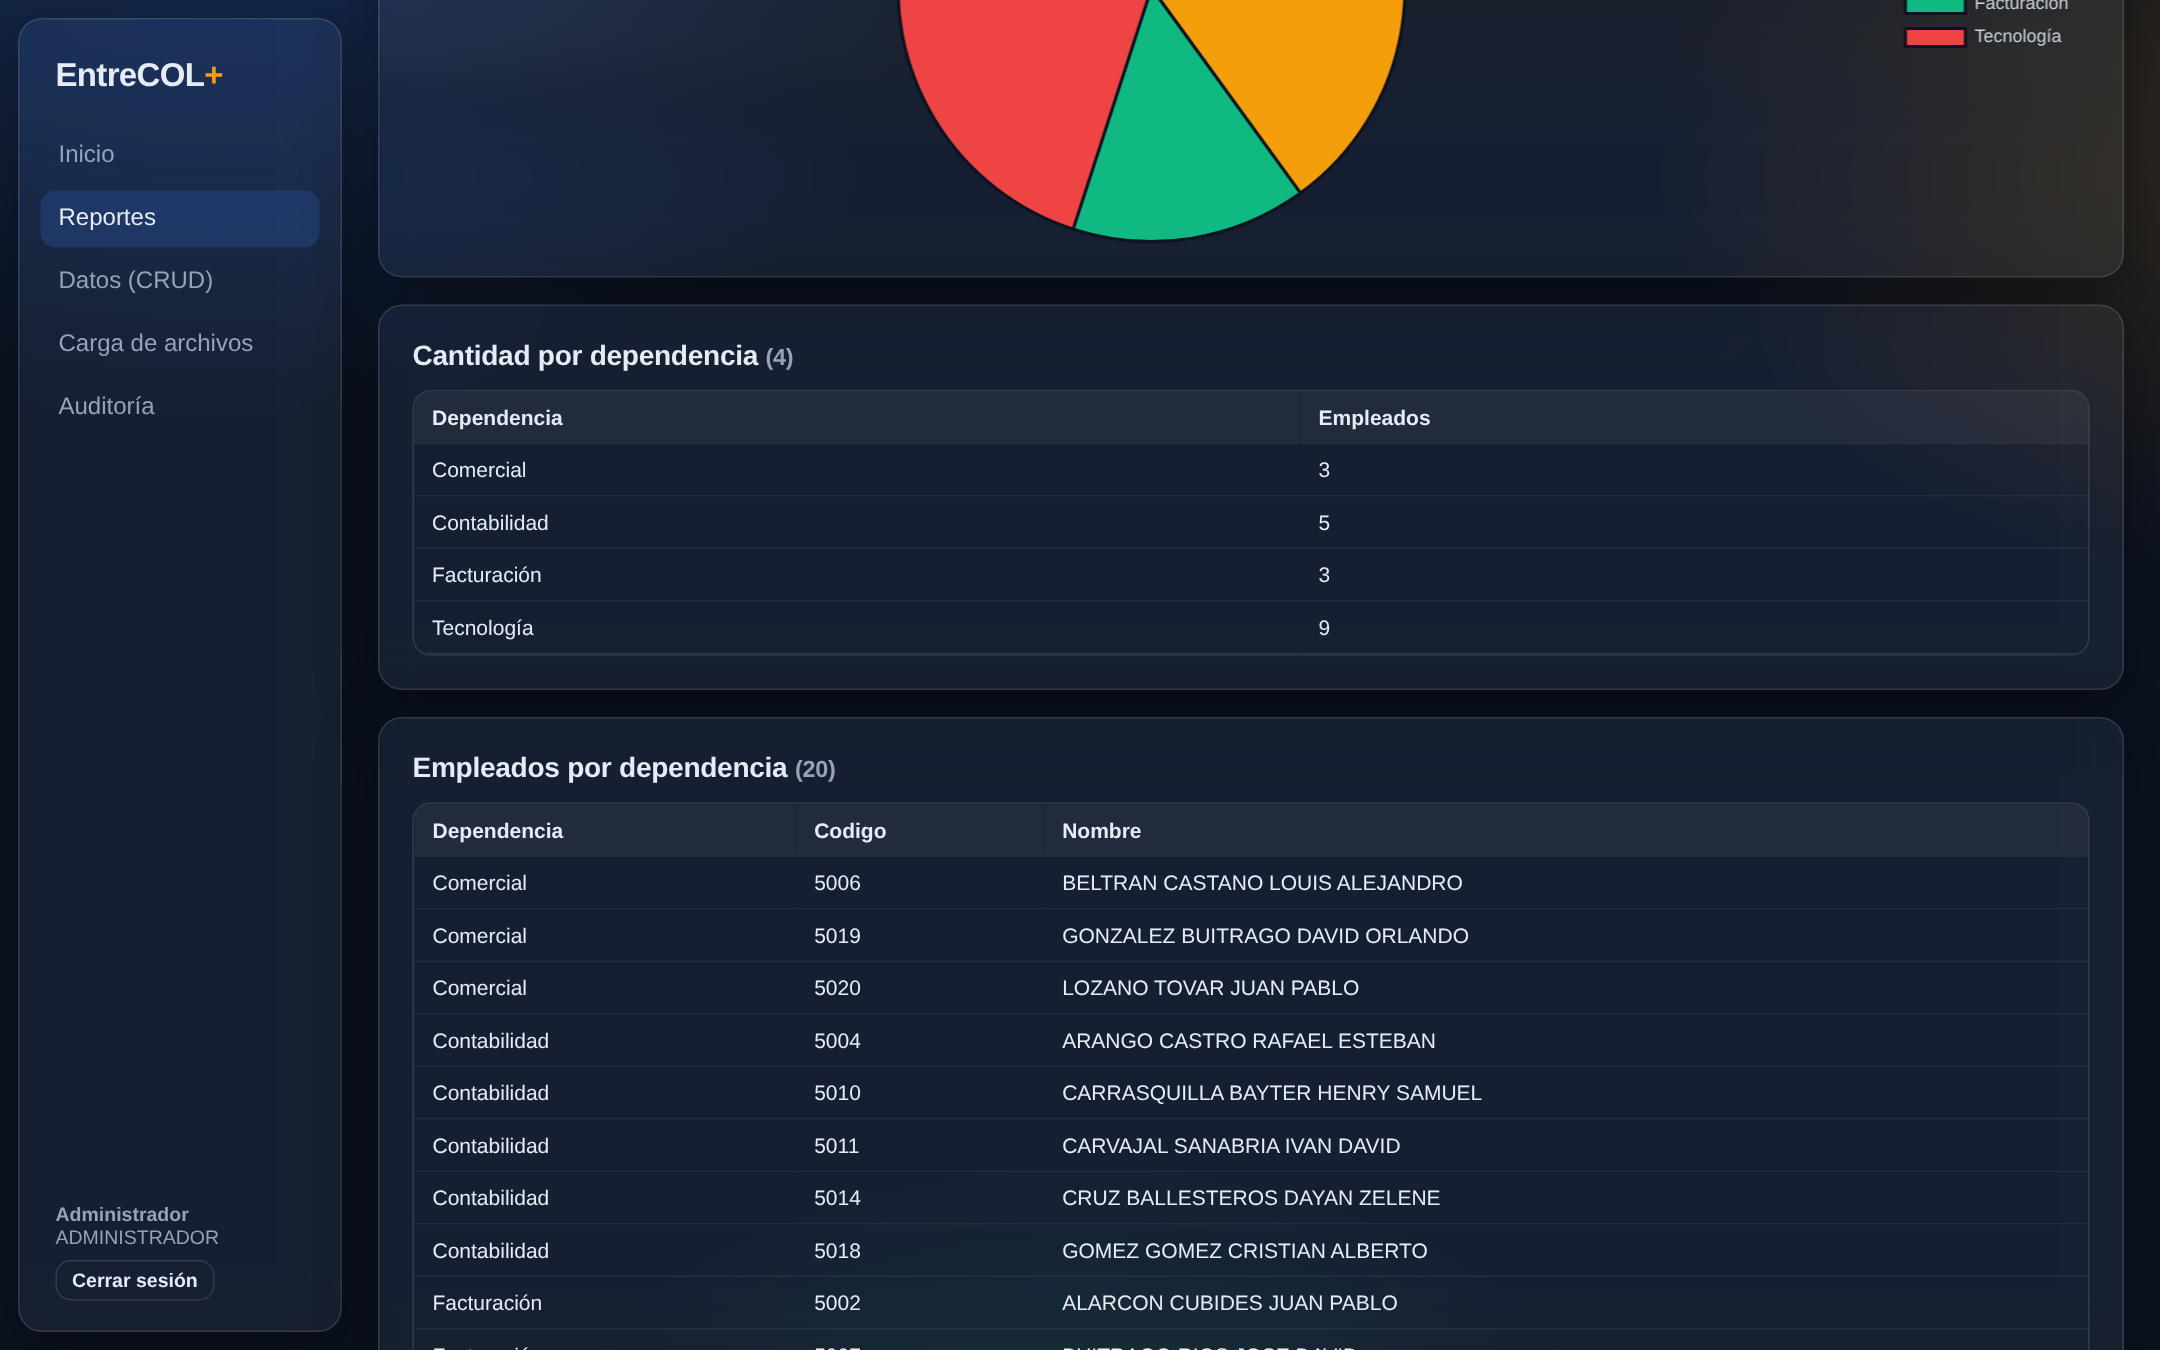 EntreCOL+
Inicio
Reportes
Datos (CRUD)
Carga de archivos
Auditoría
Administrador
ADMINISTRADOR
Cerrar sesión
Facturación
Tecnología
Cantidad por dependencia (4)
Dependencia Empleados
Comercial 3
Contabilidad 5
Facturación 3
Tecnología 9
Empleados por dependencia (20)
Dependencia Codigo Nombre
Comercial 5006 BELTRAN CASTANO LOUIS ALEJANDRO
Comercial 5019 GONZALEZ BUITRAGO DAVID ORLANDO
Comercial 5020 LOZANO TOVAR JUAN PABLO
Contabilidad 5004 ARANGO CASTRO RAFAEL ESTEBAN
Contabilidad 5010 CARRASQUILLA BAYTER HENRY SAMUEL
Contabilidad 5011 CARVAJAL SANABRIA IVAN DAVID
Contabilidad 5014 CRUZ BALLESTEROS DAYAN ZELENE
Contabilidad 5018 GOMEZ GOMEZ CRISTIAN ALBERTO
Facturación 5002 ALARCON CUBIDES JUAN PABLO